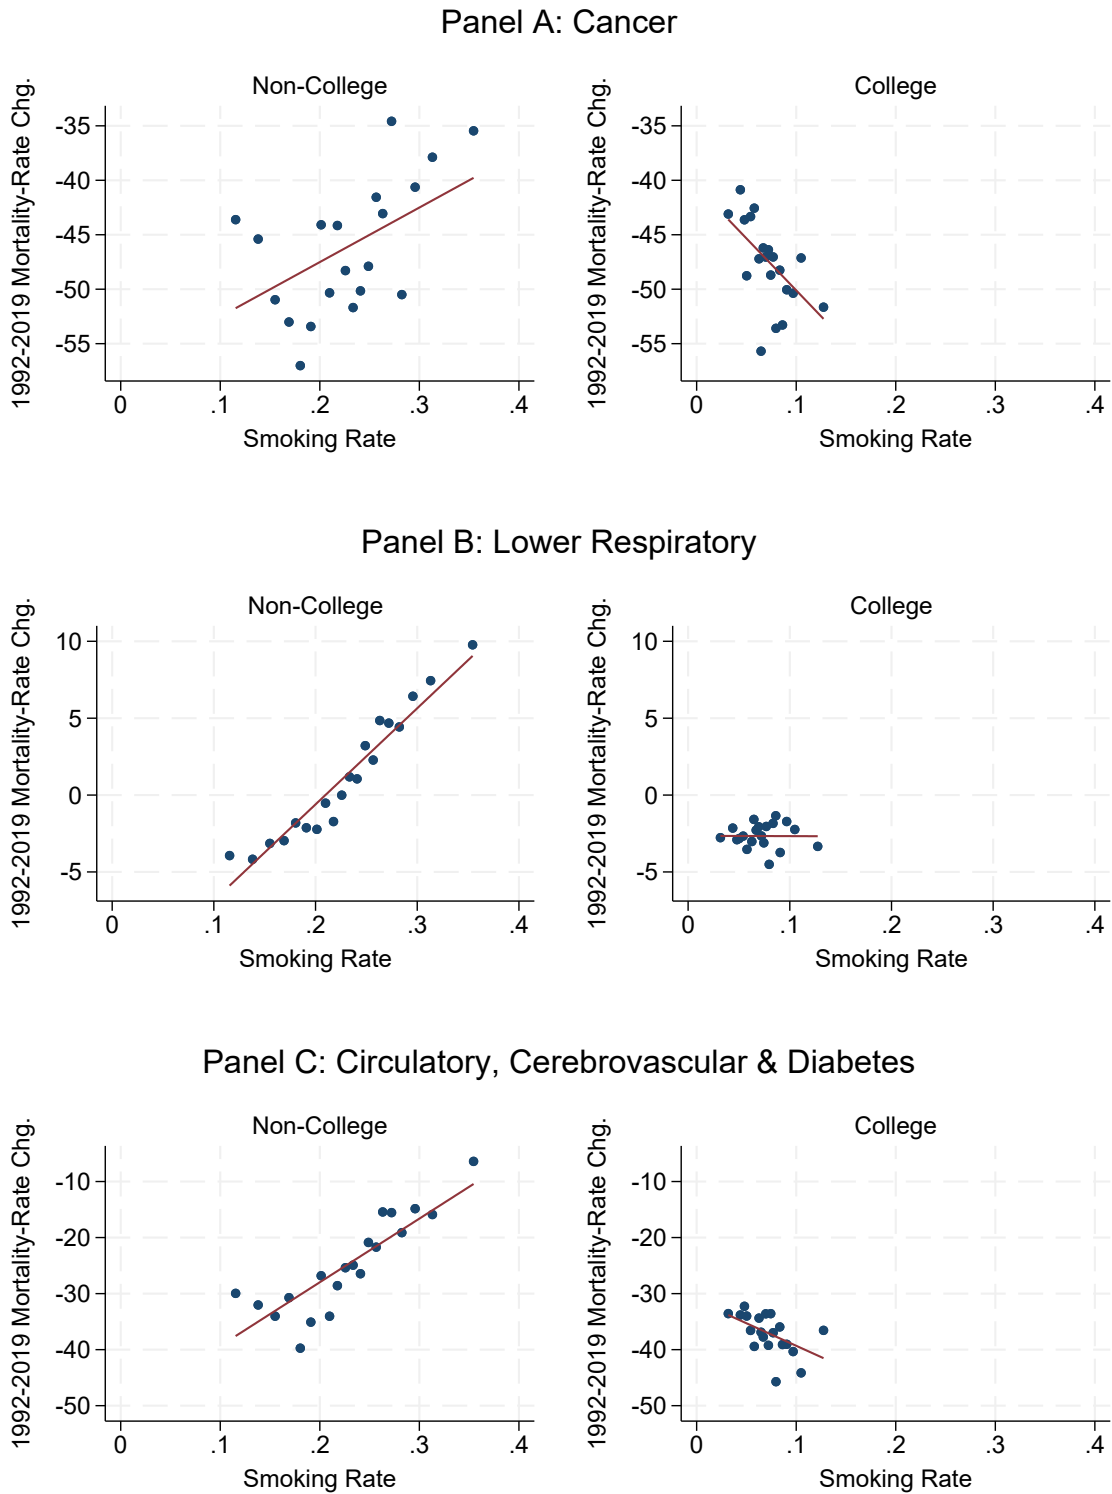 Panel A: Cancer
Non-College
1992-2019 Mortality-Rate Chg.
-35
-40
-45
-50
-55
0 .1 .2 .3 .4
Smoking Rate
College
1992-2019 Mortality-Rate Chg.
-35
-40
-45
-50
-55
0 .1 .2 .3 .4
Smoking Rate
Panel B: Lower Respiratory
Non-College
1992-2019 Mortality-Rate Chg.
10
5
0
-5
0 .1 .2 .3 .4
Smoking Rate
College
1992-2019 Mortality-Rate Chg.
10
5
0
-5
0 .1 .2 .3 .4
Smoking Rate
Panel C: Circulatory, Cerebrovascular & Diabetes
Non-College
1992-2019 Mortality-Rate Chg.
-10
-20
-30
-40
-50
0 .1 .2 .3 .4
Smoking Rate
College
1992-2019 Mortality-Rate Chg.
-10
-20
-30
-40
-50
0 .1 .2 .3 .4
Smoking Rate